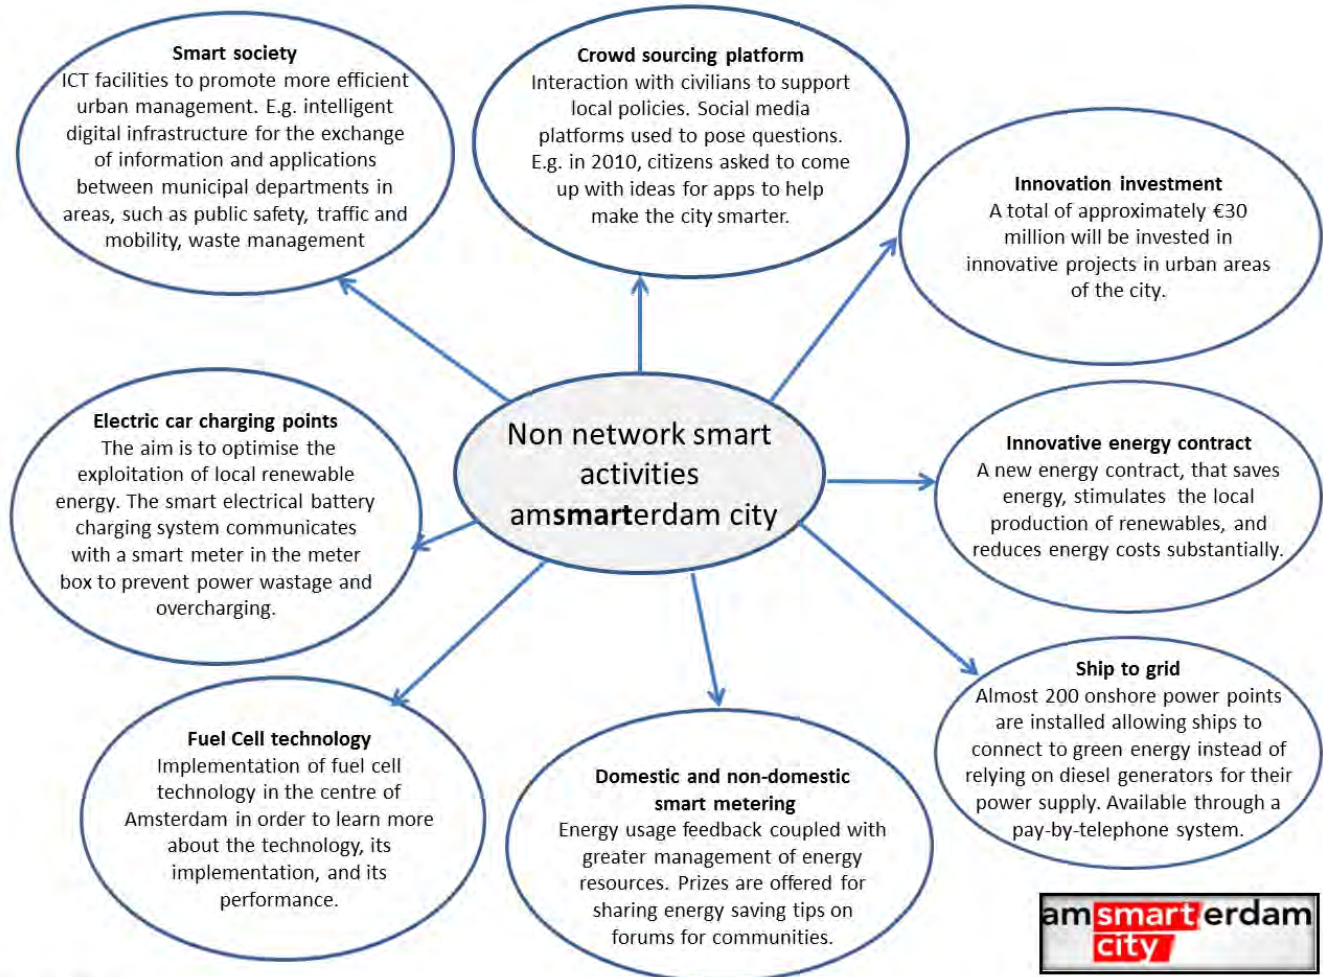 Smart society
ICT facilities to promote more efficient
urban management. E.g. intelligent
digital infrastructure for the exchange
of information and applications
between municipal departments in
areas, such as public safety, traffic and
mobility, waste management
Crowd sourcing platform
Interaction with civilians to support
local policies. Social media
platforms used to pose questions.
E.g. in 2010, citizens asked to come
up with ideas for apps to help
make the city smarter.
Innovation investment
A total of approximately €30
million will be invested in
innovative projects in urban areas
of the city.
Electric car charging points
The aim is to optimise the
exploitation of local renewable
energy. The smart electrical battery
charging system communicates
with a smart meter in the meter
box to prevent power wastage and
overcharging.
Non network smart
activities
amsmarterdam city
Innovative energy contract
A new energy contract, that saves
energy, stimulates the local
production of renewables, and
reduces energy costs substantially.
Fuel Cell technology
Implementation of fuel cell
technology in the centre of
Amsterdam in order to learn more
about the technology, its
implementation, and its
performance.
Domestic and non-domestic
smart metering
Energy usage feedback coupled with
greater management of energy
resources. Prizes are offered for
sharing energy saving tips on
forums for communities.
Ship to grid
Almost 200 onshore power points
are installed allowing ships to
connect to green energy instead of
relying on diesel generators for their
power supply. Available through a
pay-by-telephone system.
amsmarterdam
city